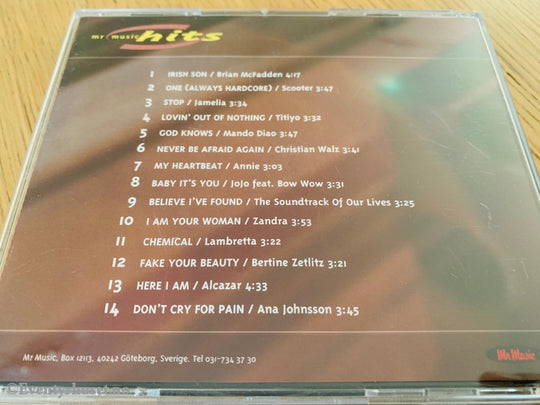 mr music hits
1 IRISH SON / Brian McFadden 4:17
2 ONE (ALWAYS HARDCORE) / Scooter 3:47
3 STOP / Jamelia 3:34
4 LOVIN' OUT OF NOTHING / Titiyo 3:32
5 GOD KNOWS / Mando Diao 3:47
6 NEVER BE AFRAID AGAIN / Christian Walz 3:41
7 MY HEARTBEAT / Annie 3:03
8 BABY IT'S YOU / JoJo feat. Bow Wow 3:31
9 BELIEVE I'VE FOUND / The Soundtrack Of Our Lives 3:25
10 I AM YOUR WOMAN / Zandra 3:53
11 CHEMICAL / Lambretta 3:22
12 FAKE YOUR BEAUTY / Bertine Zetlitz 3:21
13 HERE I AM / Alcazar 4:33
14 DON'T CRY FOR PAIN / Ana Johnsson 3:45
Mr Music, Box 12113, 40242 Göteborg, Sverige. Tel 031-734 37 30
Mr Music